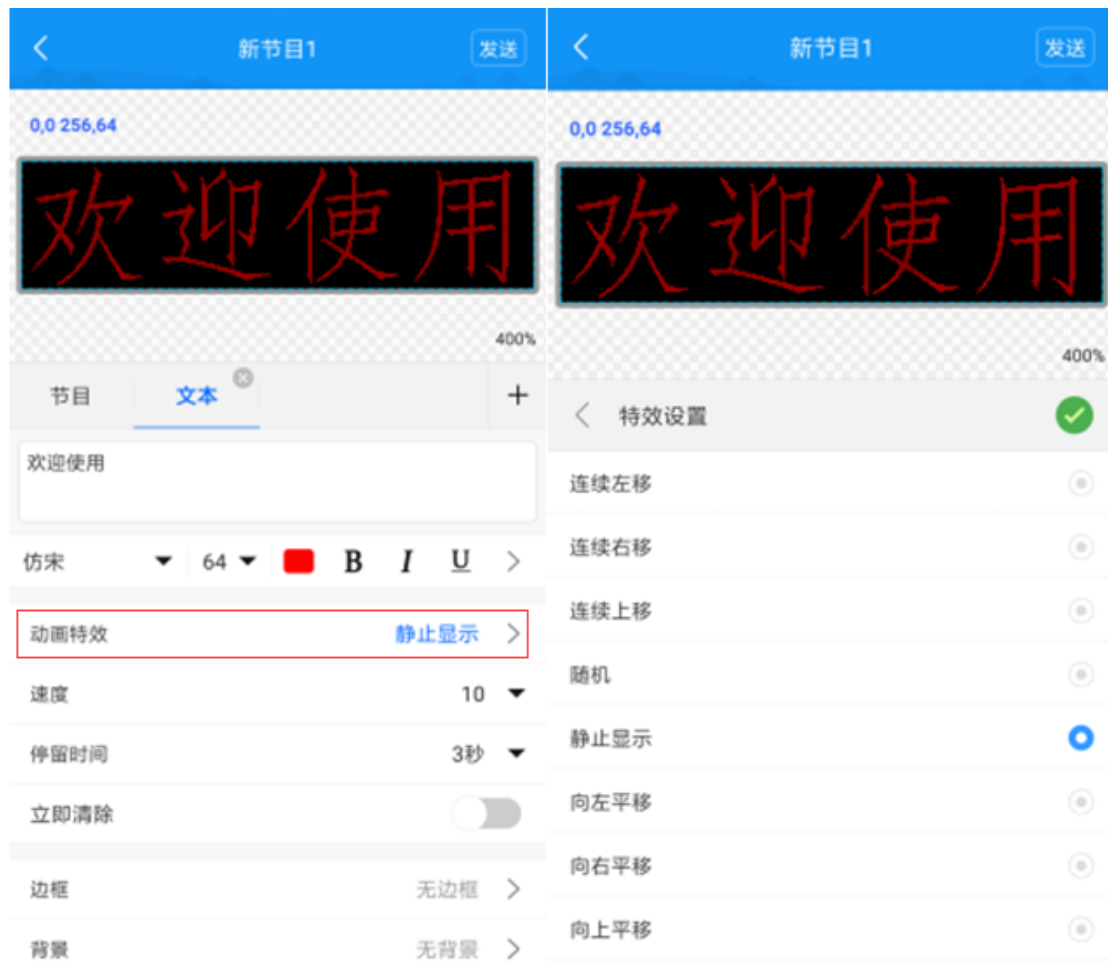 新节目1
发送
0,0 256,64
欢迎使用
400%
节目
文本
欢迎使用
仿宋
64
B
I
U
动画特效
静止显示
速度
10
停留时间
3秒
立即清除
边框
无边框
背景
无背景
新节目1
发送
0,0 256,64
欢迎使用
400%
特效设置
连续左移
连续右移
连续上移
随机
静止显示
向左平移
向右平移
向上平移